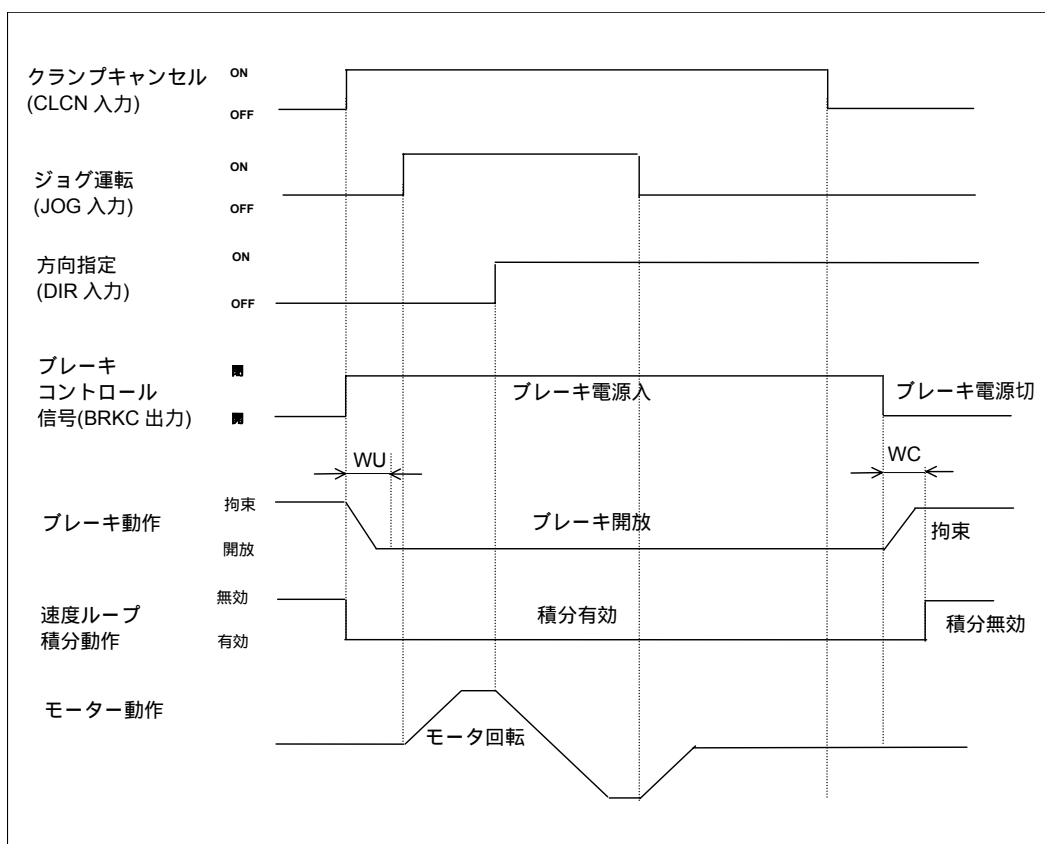 クランプキャンセル
(CLCN 入力)
ON
OFF
ジョグ運転
(JOG 入力)
ON
OFF
方向指定
(DIR 入力)
ON
OFF
ブレーキ
コントロール
信号(BRKC 出力)
ブレーキ電源入
ブレーキ電源切
WU
WC
ブレーキ動作
拘束
開放
ブレーキ開放
拘束
速度ループ
積分動作
無効
有効
積分有効
積分無効
モーター動作
モータ回転